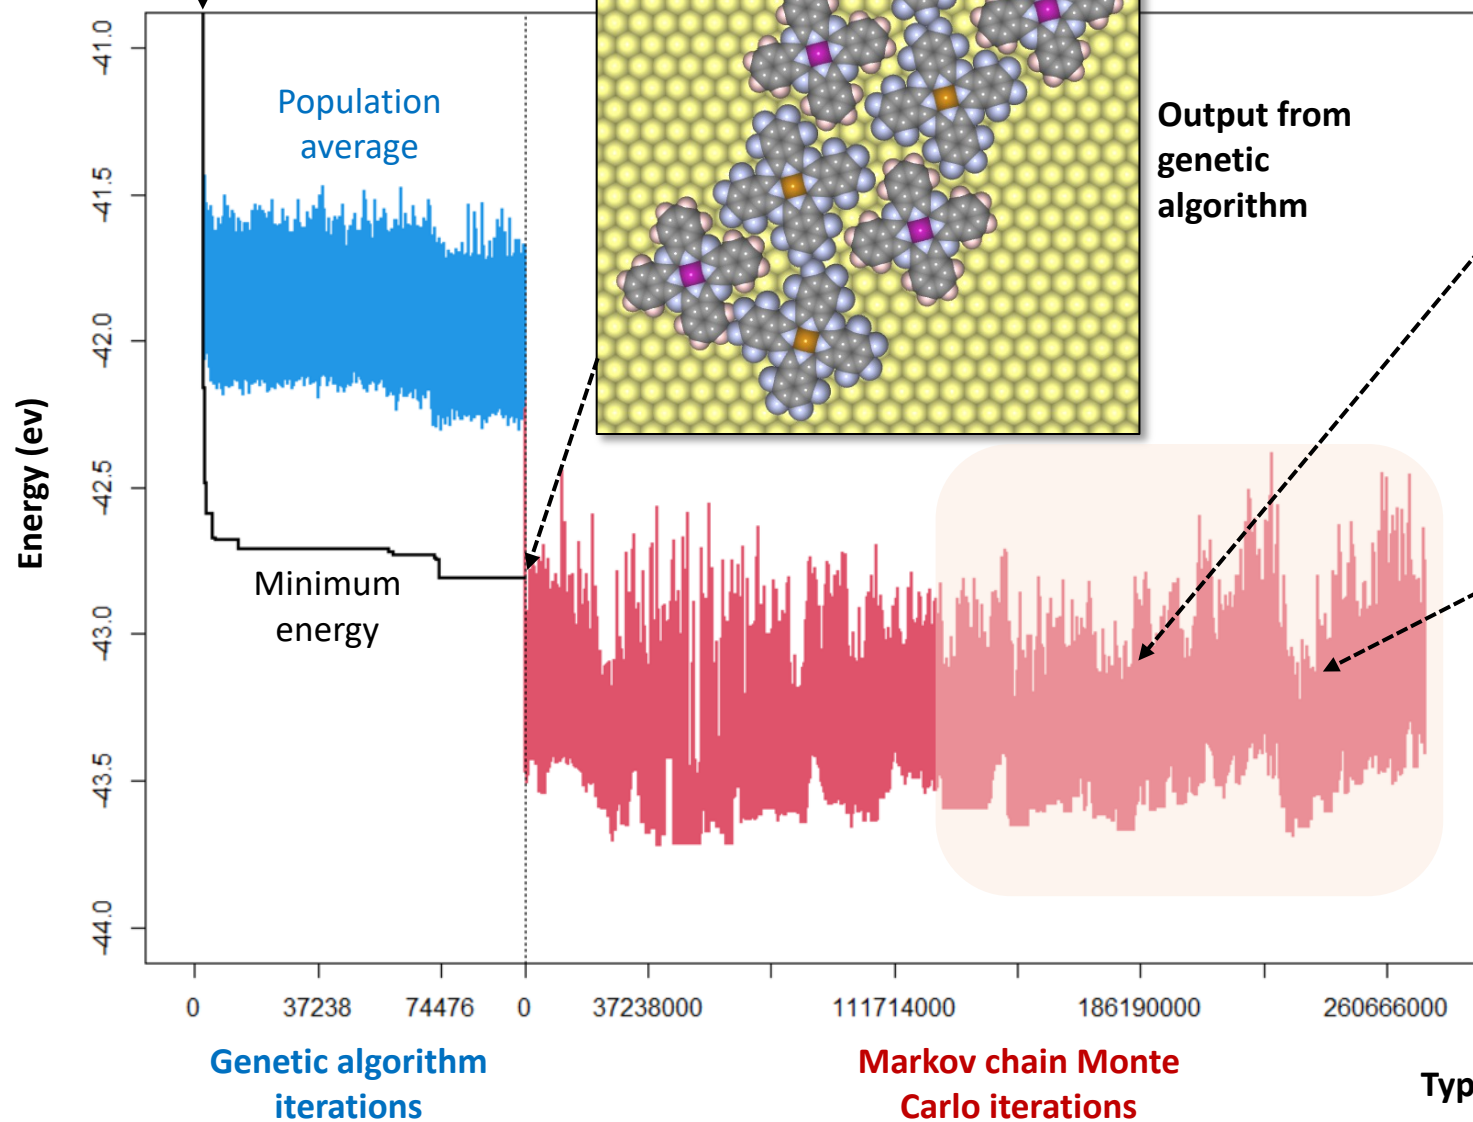 Energy (ev)
-41.0
-41.5
-42.0
-42.5
-43.0
-43.5
-44.0
Population
average
Minimum
energy
Output from
genetic
algorithm
0
37238
74476
0
37238000
111714000
186190000
260666000
Genetic algorithm
iterations
Markov chain Monte
Carlo iterations
Typ